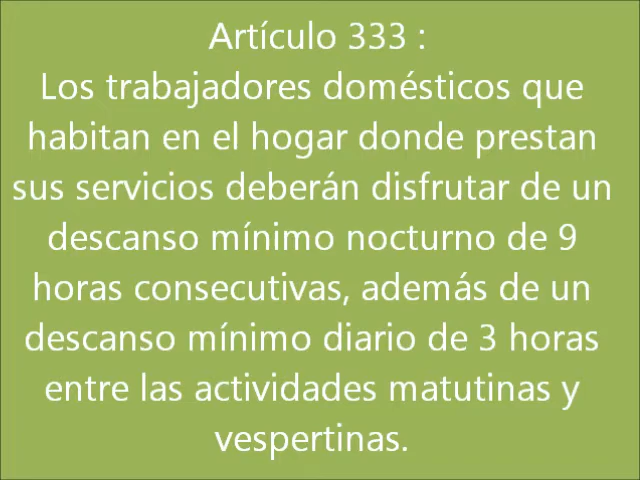 Artículo 333 :
Los trabajadores domésticos que
habitan en el hogar donde prestan
sus servicios deberán disfrutar de un
descanso mínimo nocturno de 9
horas consecutivas, además de un
descanso mínimo diario de 3 horas
entre las actividades matutinas y
vespertinas.